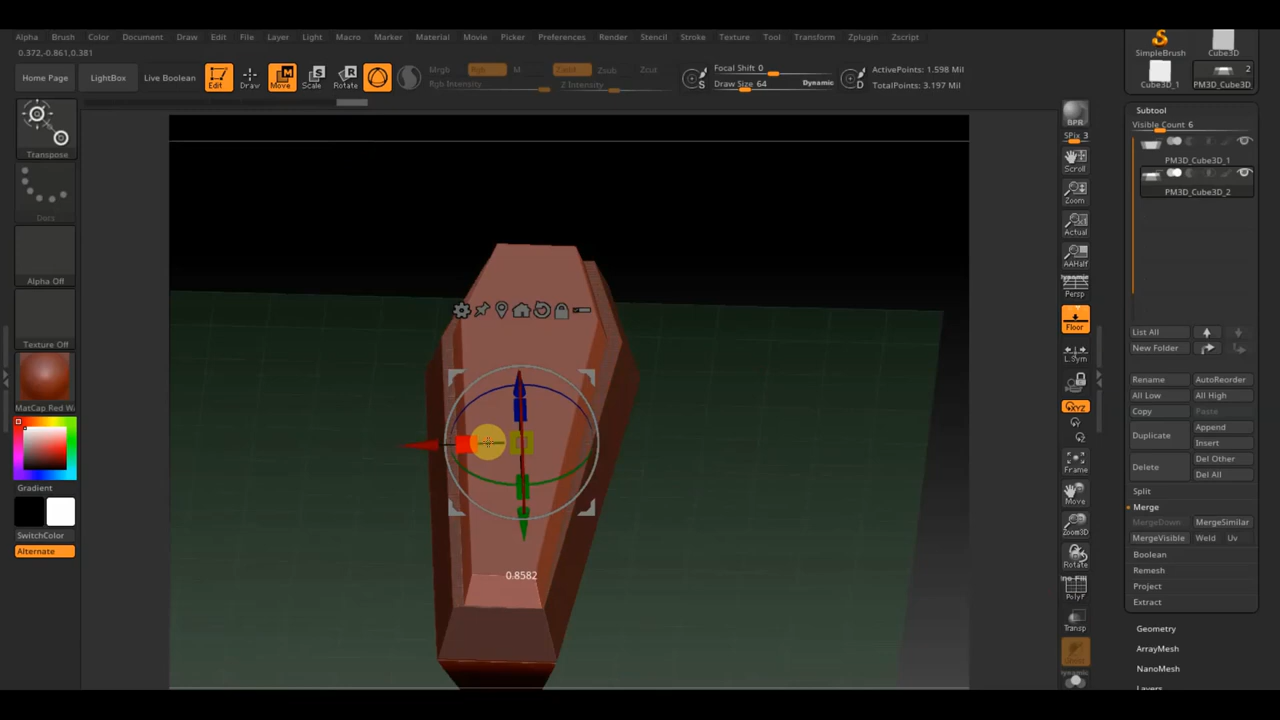 Alpha Brush Color Document Draw Edit File Layer Light Macro Marker Material Movie Picker Preferences Render Stencil Stroke Texture Tool Transform Zplugin Zscript
0.372,-0.861,0.381
Home Page
LightBox
Live Boolean
Edit
Draw
Move
Scale
Rotate
Mrgb
Rgb
M
Rgb Intensity
Zadd
Zsub
Zcut
Z Intensity
Focal Shift 0
Draw Size 64
Dynamic
ActivePoints: 1.598 Mil
TotalPoints: 3.197 Mil
SimpleBrush
Cube3D
Cube3D_1
2
PM3D_Cube3D_
Transpose
Dots
Alpha Off
Texture Off
MatCap Red W
Gradient
SwitchColor
Alternate
0.8582
BPR
SPix 3
Scroll
Zoom
Actual
AAHalf
Dynamic
Persp
Floor
L.Sym
XYZ
Frame
Move
Zoom3D
Rotate
PolyF
Transp
Dynamic
Subtool
Visible Count 6
PM3D_Cube3D_1
PM3D_Cube3D_2
List All
New Folder
Rename
AutoReorder
All Low
All High
Copy
Paste
Duplicate
Append
Insert
Delete
Del Other
Del All
Split
Merge
MergeDown
MergeSimilar
MergeVisible
Weld
Uv
Boolean
Remesh
Project
Extract
Geometry
ArrayMesh
NanoMesh
Layers